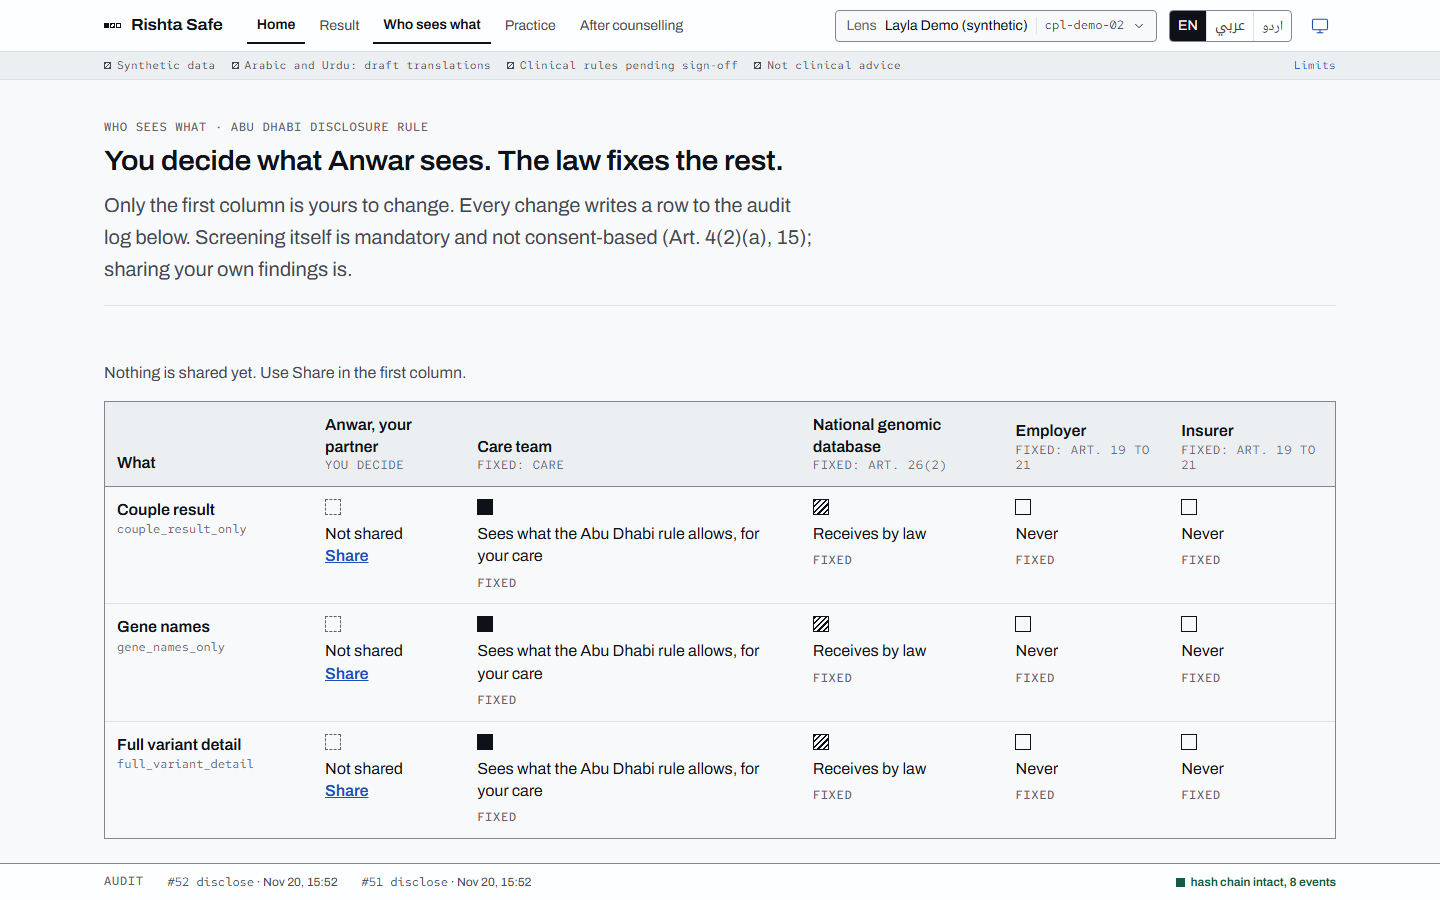 Rishta Safe
Home
Result
Who sees what
Practice
After counselling
Lens Layla Demo (synthetic) cpl-demo-02
EN
عربي
اردو
Synthetic data
Arabic and Urdu: draft translations
Clinical rules pending sign-off
Not clinical advice
Limits
WHO SEES WHAT · ABU DHABI DISCLOSURE RULE
You decide what Anwar sees. The law fixes the rest.
Only the first column is yours to change. Every change writes a row to the audit
log below. Screening itself is mandatory and not consent-based (Art. 4(2)(a), 15);
sharing your own findings is.
Nothing is shared yet. Use Share in the first column.
What
Anwar, your
partner
YOU DECIDE
Care team
FIXED: CARE
National genomic
database
FIXED: ART. 26(2)
Employer
FIXED: ART. 19 TO
21
Insurer
FIXED: ART. 19 TO
21
Couple result
couple_result_only
Not shared
Share
Sees what the Abu Dhabi rule allows, for
your care
FIXED
Receives by law
FIXED
Never
FIXED
Never
FIXED
Gene names
gene_names_only
Not shared
Share
Sees what the Abu Dhabi rule allows, for
your care
FIXED
Receives by law
FIXED
Never
FIXED
Never
FIXED
Full variant detail
full_variant_detail
Not shared
Share
Sees what the Abu Dhabi rule allows, for
your care
FIXED
Receives by law
FIXED
Never
FIXED
Never
FIXED
AUDIT
#52 disclose · Nov 20, 15:52
#51 disclose · Nov 20, 15:52
hash chain intact, 8 events